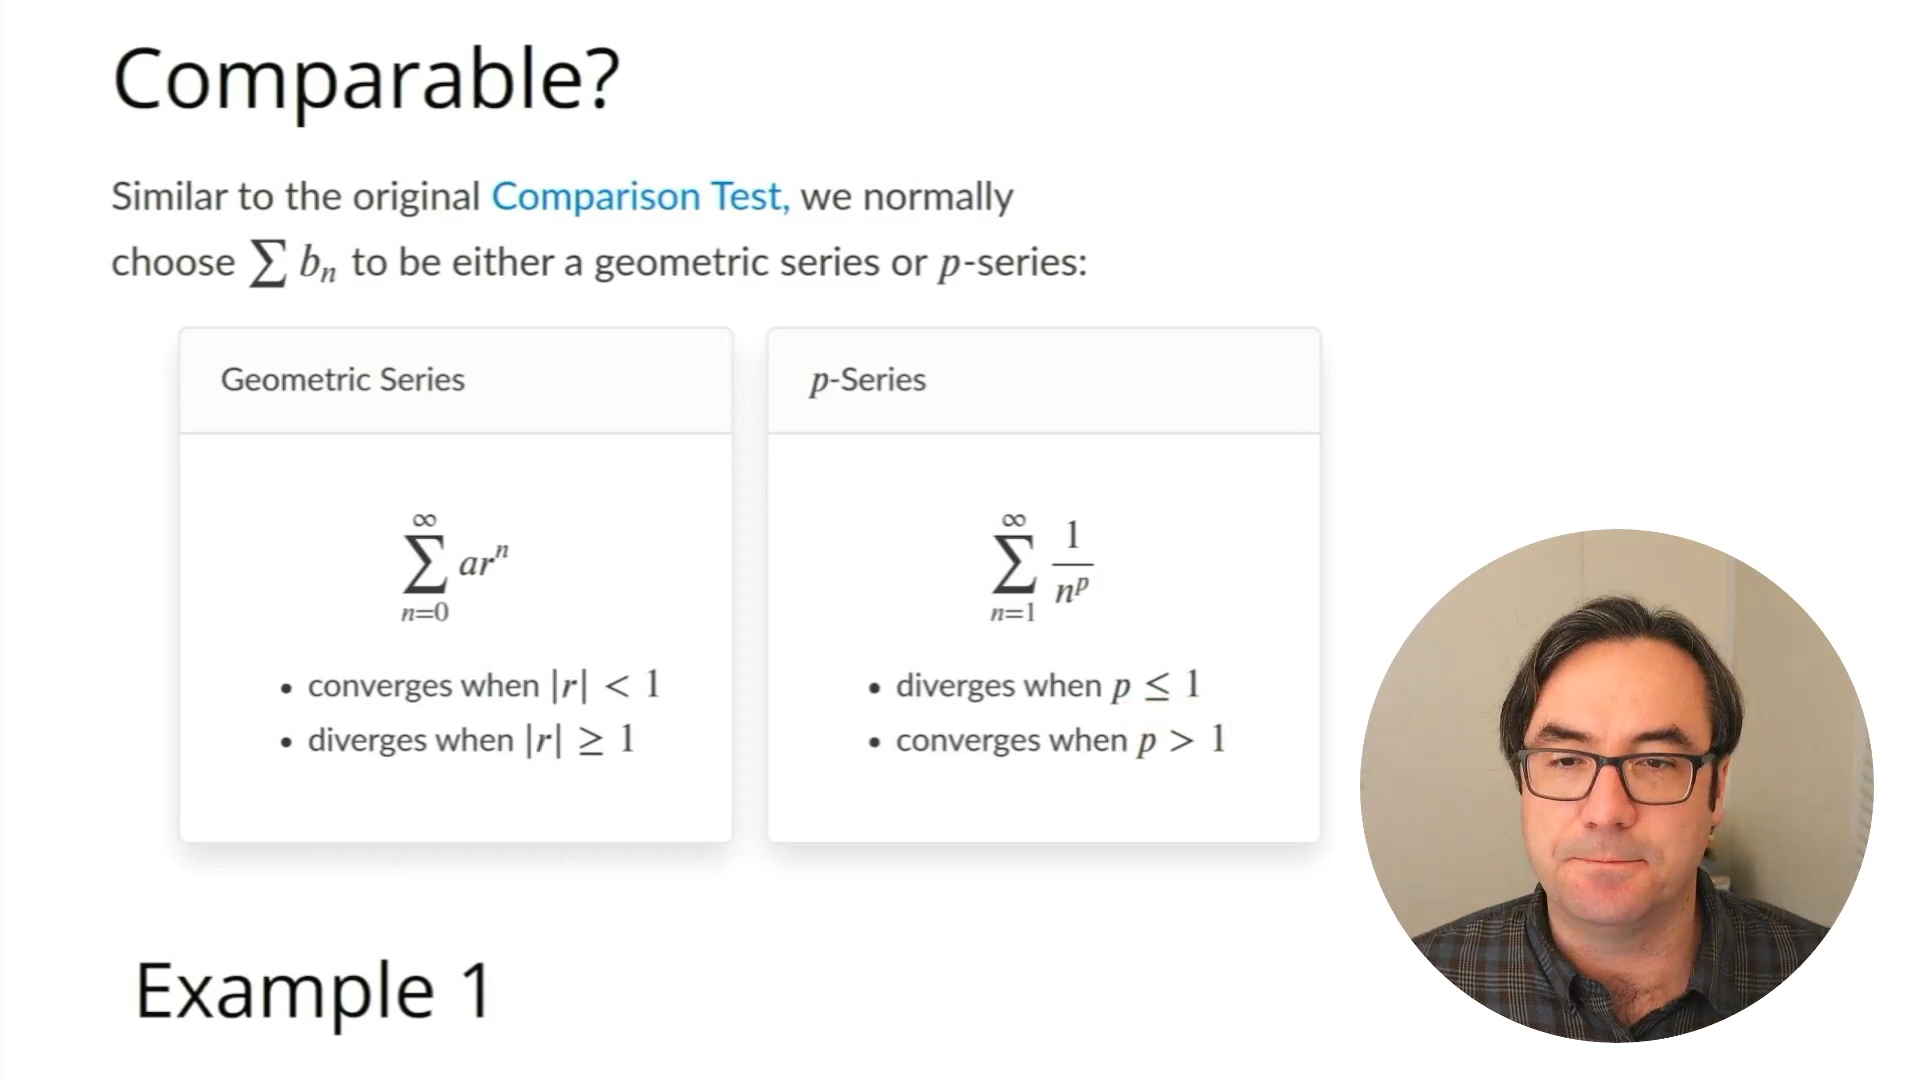 Comparable?
Similar to the original Comparison Test, we normally
choose ∑ bₙ to be either a geometric series or p-series:
Geometric Series
∞
∑ arⁿ
n=0
• converges when |r| < 1
• diverges when |r| ≥ 1
p-Series
∞
∑ 1/nᵖ
n=1
• diverges when p ≤ 1
• converges when p > 1
Example 1